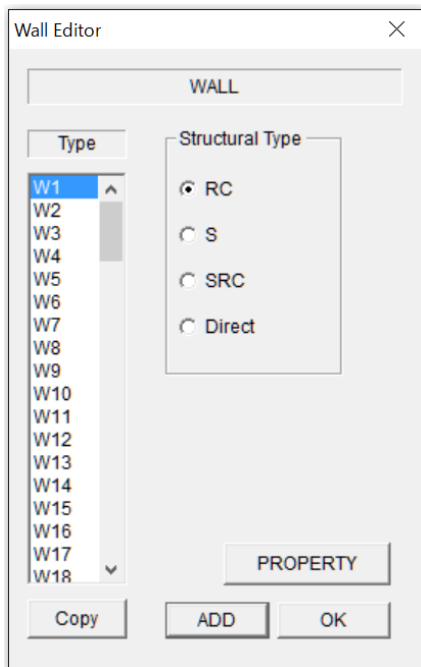 Wall Editor
WALL
Type
W1
W2
W3
W4
W5
W6
W7
W8
W9
W10
W11
W12
W13
W14
W15
W16
W17
W18
Structural Type
RC
S
SRC
Direct
PROPERTY
Copy
ADD
OK